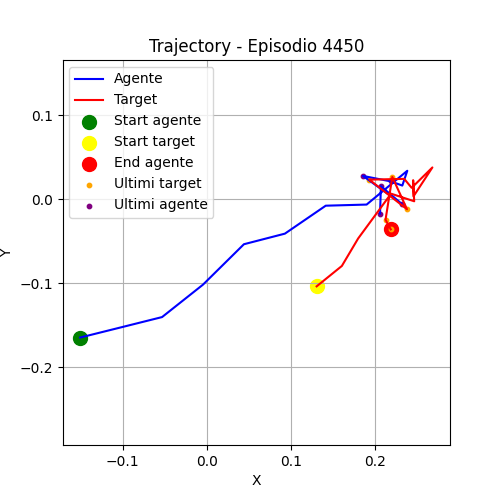 Trajectory - Episodio 4450
Agente
Target
Start agente
Start target
End agente
Ultimi target
Ultimi agente
0.1
0.0
−0.1
−0.2
Y
−0.1
0.0
0.1
0.2
X